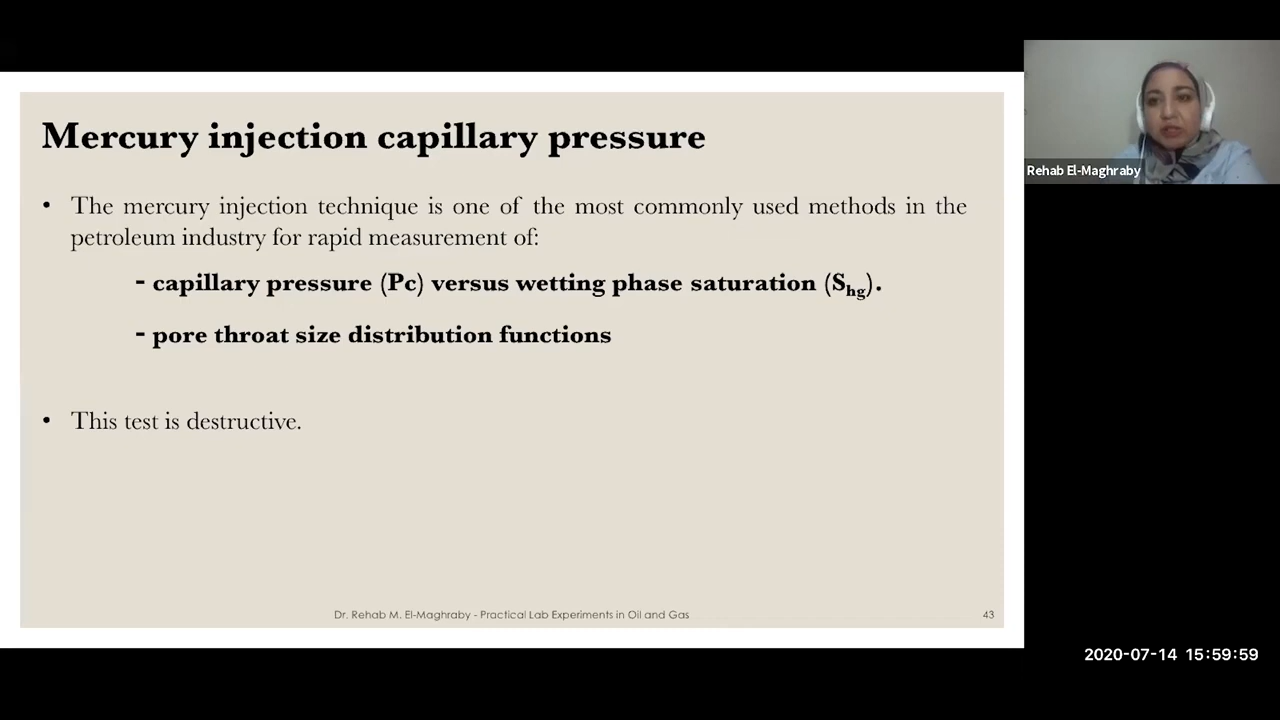 Mercury injection capillary pressure
• The mercury injection technique is one of the most commonly used methods in the
petroleum industry for rapid measurement of:
- capillary pressure (Pc) versus wetting phase saturation (Shg).
- pore throat size distribution functions
• This test is destructive.
Dr. Rehab M. El-Maghraby - Practical Lab Experiments in Oil and Gas
43
Rehab El-Maghraby
2020-07-14 15:59:59